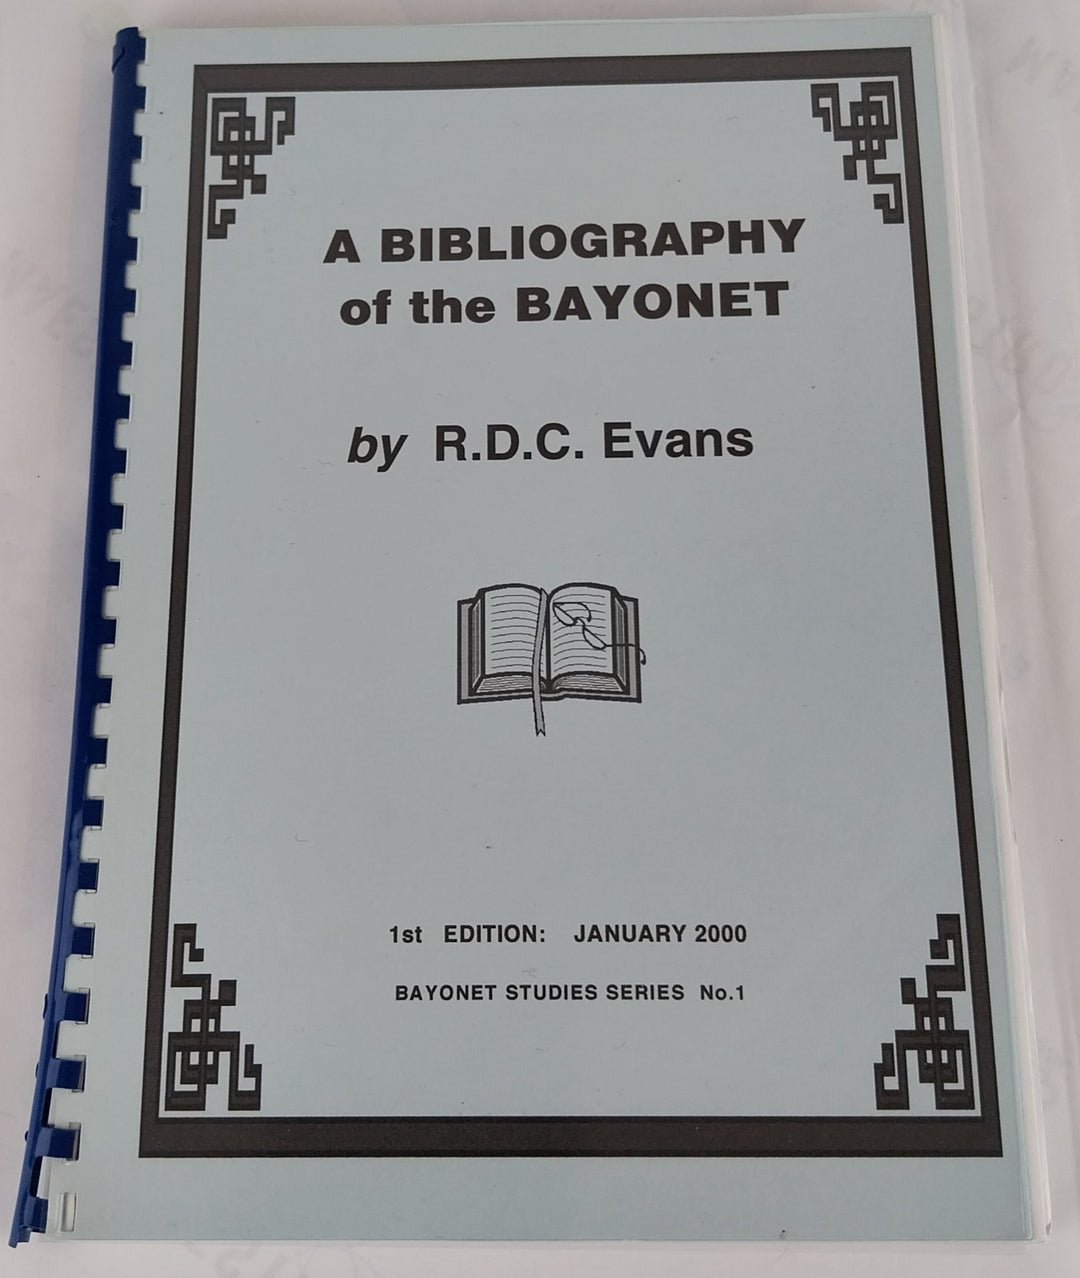 A BIBLIOGRAPHY
of the BAYONET
by R.D.C. Evans
1st EDITION: JANUARY 2000
BAYONET STUDIES SERIES No.1